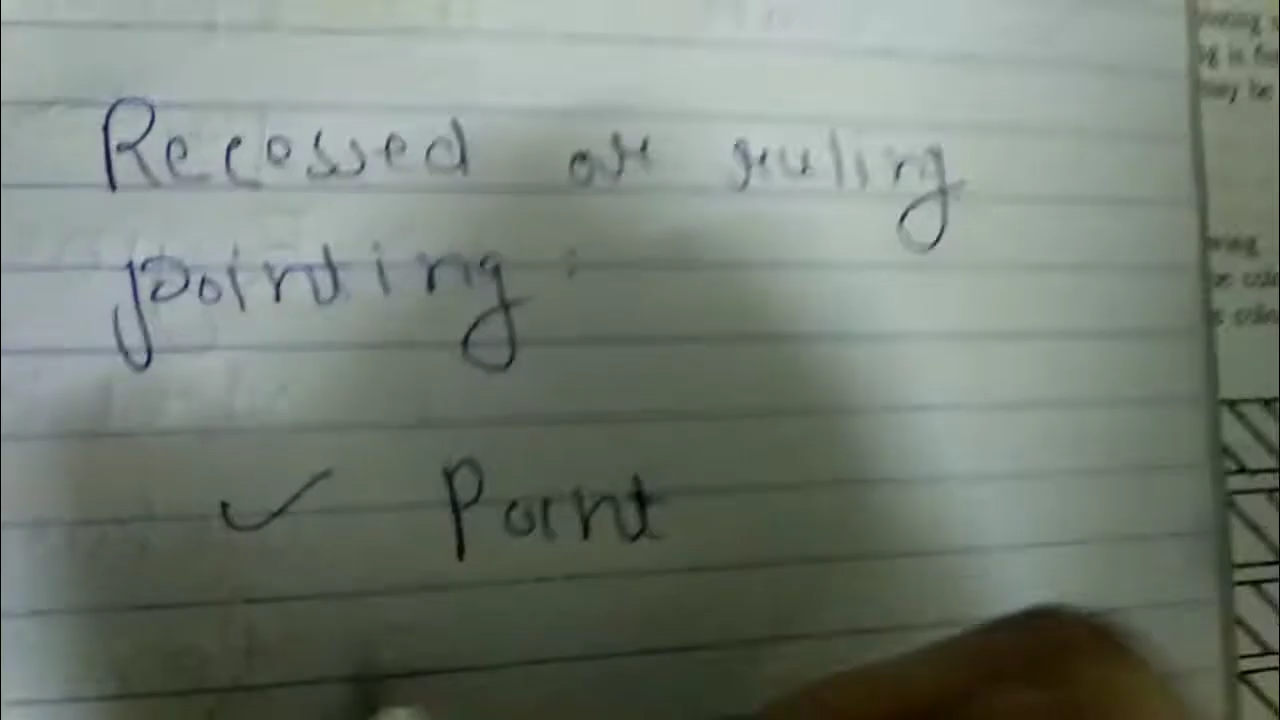 Recessed or ruling
pointing :
✓ Point